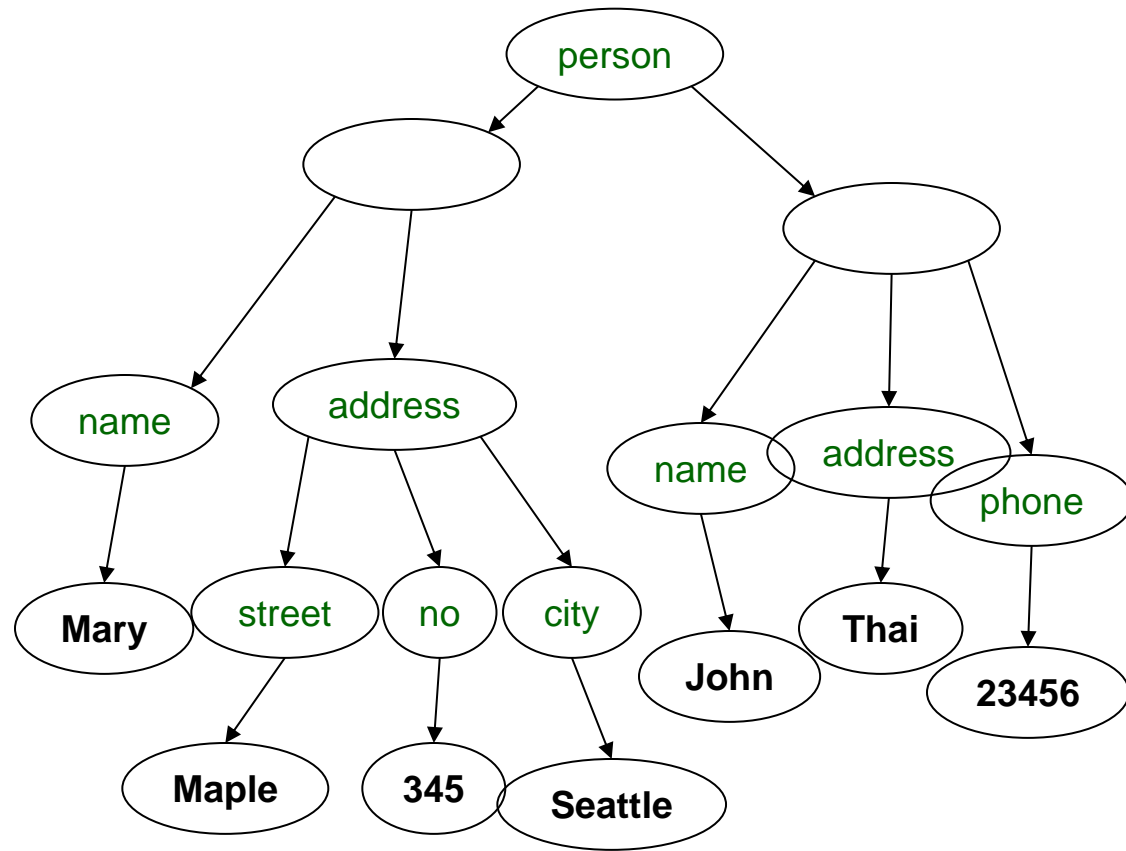 person
name
address
name
address
phone
Mary
street
no
city
John
Thai
23456
Maple
345
Seattle